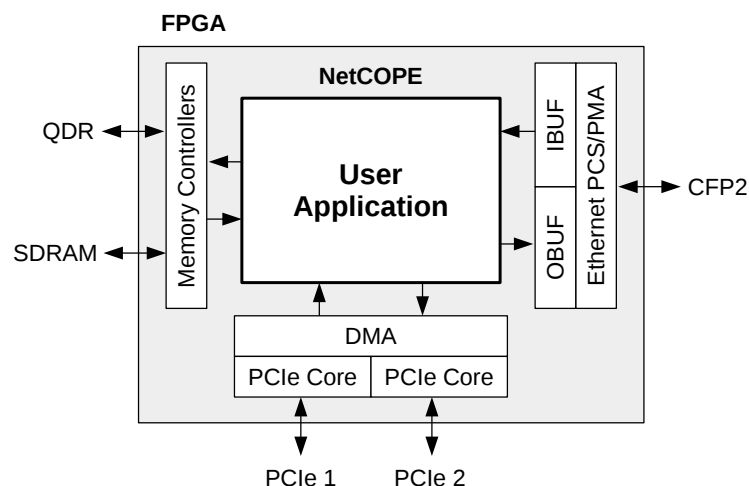 FPGA
NetCOPE
QDR
SDRAM
Memory Controllers
User
Application
IBUF
OBUF
Ethernet PCS/PMA
CFP2
DMA
PCIe Core
PCIe Core
PCIe 1
PCIe 2